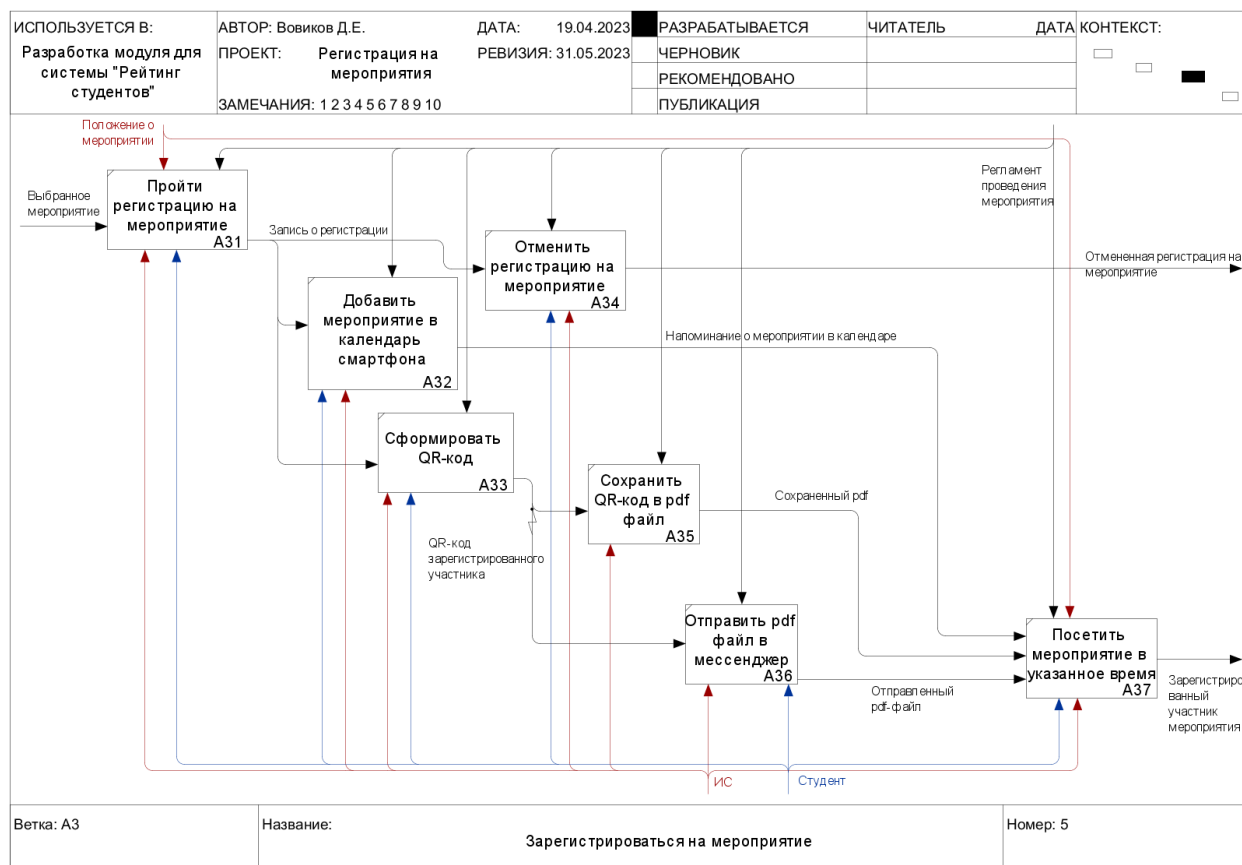 ИСПОЛЬЗУЕТСЯ В:
Разработка модуля для
системы "Рейтинг
студентов"
АВТОР: Вовиков Д.Е.
ДАТА: 19.04.2023
ПРОЕКТ: Регистрация на
мероприятия
РЕВИЗИЯ: 31.05.2023
ЗАМЕЧАНИЯ: 1 2 3 4 5 6 7 8 9 10
РАЗРАБАТЫВАЕТСЯ
ЧЕРНОВИК
РЕКОМЕНДОВАНО
ПУБЛИКАЦИЯ
ЧИТАТЕЛЬ
ДАТА
КОНТЕКСТ:
Положение о
мероприятии
Выбранное
мероприятие
Пройти
регистрацию на
мероприятие
A31
Запись о регистрации
Отменить
регистрацию на
мероприятие
A34
Регламент
проведения
мероприятия
Отмененная регистрация на
мероприятие
Добавить
мероприятие в
календарь
смартфона
A32
Напоминание о мероприятии в календаре
Сформировать
QR-код
A33
QR-код
зарегистрированного
участника
Сохранить
QR-код в pdf
файл
A35
Сохраненный pdf
Отправить pdf
файл в
мессенджер
A36
Отправленный
pdf-файл
Посетить
мероприятие в
указанное время
A37
Зарегистриро
ванный
участник
мероприятия
ИС
Студент
Ветка: A3
Название:
Зарегистрироваться на мероприятие
Номер: 5